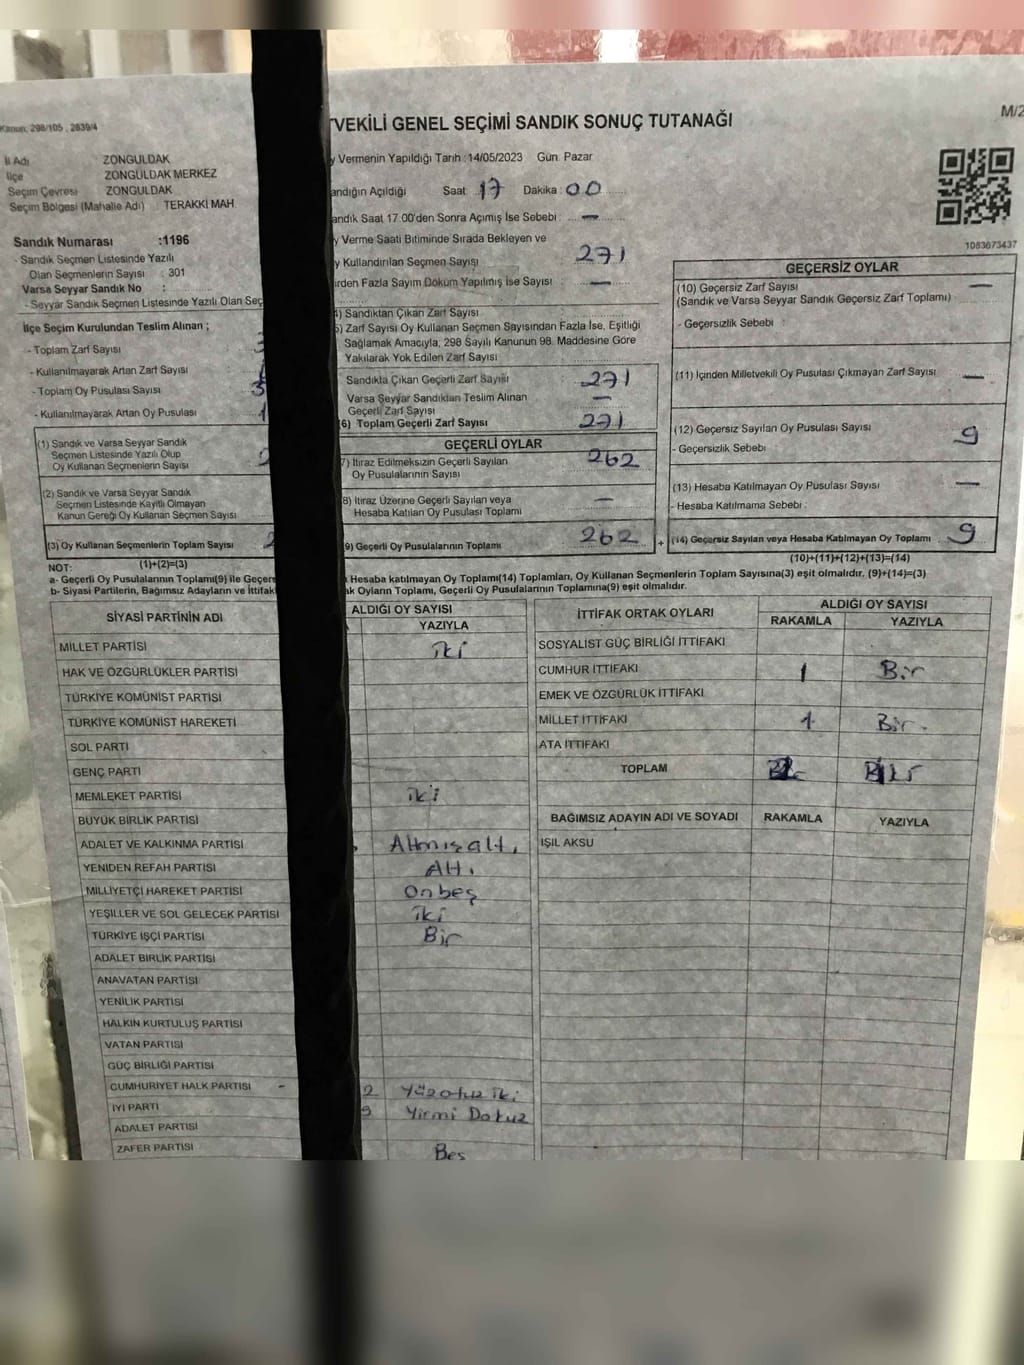 Kanun: 298/105 , 2839/4
M/2
VEKİLİ GENEL SEÇİMİ SANDIK SONUÇ TUTANAĞI
İl Adı ZONGULDAK
İlçe ZONGULDAK MERKEZ
Seçim Çevresi ZONGULDAK
Seçim Bölgesi (Mahalle Adı) : TERAKKİ MAH.
Sandık Numarası :1196
- Sandık Seçmen Listesinde Yazılı
Olan Seçmenlerin Sayısı : 301
Varsa Seyyar Sandık No :
- Seyyar Sandık Seçmen Listesinde Yazılı Olan Seç
y Vermenin Yapıldığı Tarih :14/05/2023 Gün: Pazar
andığın Açıldığı Saat: 17 Dakika : 00
andık Saat 17.00'den Sonra Açılmış İse Sebebi : —
y Verme Saati Bitiminde Sırada Bekleyen ve
y Kullandırılan Seçmen Sayısı 271
irden Fazla Sayım Döküm Yapılmış İse Sayısı : —
1083673437
İlçe Seçim Kurulundan Teslim Alınan ;
- Toplam Zarf Sayısı
- Kullanılmayarak Artan Zarf Sayısı
- Toplam Oy Pusulası Sayısı 3
- Kullanılmayarak Artan Oy Pusulası 1
(1) Sandık ve Varsa Seyyar Sandık
Seçmen Listesinde Yazılı Olup
Oy Kullanan Seçmenlerin Sayısı 2
(2) Sandık ve Varsa Seyyar Sandık
Seçmen Listesinde Kayıtlı Olmayan
Kanun Gereği Oy Kullanan Seçmen Sayısı
(3) Oy Kullanan Seçmenlerin Toplam Sayısı 2
(1)+(2)=(3)
4) Sandıktan Çıkan Zarf Sayısı
5) Zarf Sayısı Oy Kullanan Seçmen Sayısından Fazla İse, Eşitliği
Sağlamak Amacıyla, 298 Sayılı Kanunun 98. Maddesine Göre
Yakılarak Yok Edilen Zarf Sayısı
Sandıkta Çıkan Geçerli Zarf Sayısı 271
Varsa Seyyar Sandıktan Teslim Alınan
Geçerli Zarf Sayısı —
(6) Toplam Geçerli Zarf Sayısı 271
GEÇERLİ OYLAR
7) İtiraz Edilmeksizin Geçerli Sayılan
Oy Pusulalarının Sayısı 262
8) İtiraz Üzerine Geçerli Sayılan veya
Hesaba Katılan Oy Pusulası Toplamı —
9) Geçerli Oy Pusulalarının Toplamı 262 +
GEÇERSİZ OYLAR
(10) Geçersiz Zarf Sayısı —
(Sandık ve Varsa Seyyar Sandık Geçersiz Zarf Toplamı)
- Geçersizlik Sebebi :
(11) İçinden Milletvekili Oy Pusulası Çıkmayan Zarf Sayısı —
(12) Geçersiz Sayılan Oy Pusulası Sayısı 9
- Geçersizlik Sebebi
(13) Hesaba Katılmayan Oy Pusulası Sayısı —
- Hesaba Katılmama Sebebi :
(14) Geçersiz Sayılan veya Hesaba Katılmayan Oy Toplamı 9
(10)+(11)+(12)+(13)=(14)
NOT:
a- Geçerli Oy Pusulalarının Toplamı(9) ile Geçers
Hesaba Katılmayan Oy Toplamı(14) Toplamları, Oy Kullanan Seçmenlerin Toplam Sayısına(3) eşit olmalıdır. (9)+(14)=(3)
b- Siyasi Partilerin, Bağımsız Adayların ve İttifak
ak Oyların Toplamı, Geçerli Oy Pusulalarının Toplamına(9) eşit olmalıdır.
SİYASİ PARTİNİN ADI ALDIĞI OY SAYISI
YAZIYLA
MİLLET PARTİSİ iki
HAK VE ÖZGÜRLÜKLER PARTİSİ
TÜRKİYE KOMÜNİST PARTİSİ
TÜRKİYE KOMÜNİST HAREKETİ
SOL PARTİ
GENÇ PARTİ
MEMLEKET PARTİSİ iki
BÜYÜK BİRLİK PARTİSİ
ADALET VE KALKINMA PARTİSİ Altmışaltı
YENİDEN REFAH PARTİSİ Altı
MİLLİYETÇİ HAREKET PARTİSİ Onbeş
YEŞİLLER VE SOL GELECEK PARTİSİ iki
TÜRKİYE İŞÇİ PARTİSİ Bir
ADALET BİRLİK PARTİSİ
ANAVATAN PARTİSİ
YENİLİK PARTİSİ
HALKIN KURTULUŞ PARTİSİ
VATAN PARTİSİ
GÜÇ BİRLİĞİ PARTİSİ
CUMHURİYET HALK PARTİSİ 2 Yüzotuz iki
İYİ PARTİ 9 Yirmi Dokuz
ADALET PARTİSİ
ZAFER PARTİSİ Beş
İTTİFAK ORTAK OYLARI ALDIĞI OY SAYISI
RAKAMLA YAZIYLA
SOSYALİST GÜÇ BİRLİĞİ İTTİFAKI
CUMHUR İTTİFAKI 1 Bir
EMEK VE ÖZGÜRLÜK İTTİFAKI
MİLLET İTTİFAKI 1 Bir
ATA İTTİFAKI
TOPLAM
BAĞIMSIZ ADAYIN ADI VE SOYADI RAKAMLA YAZIYLA
IŞIL AKSU